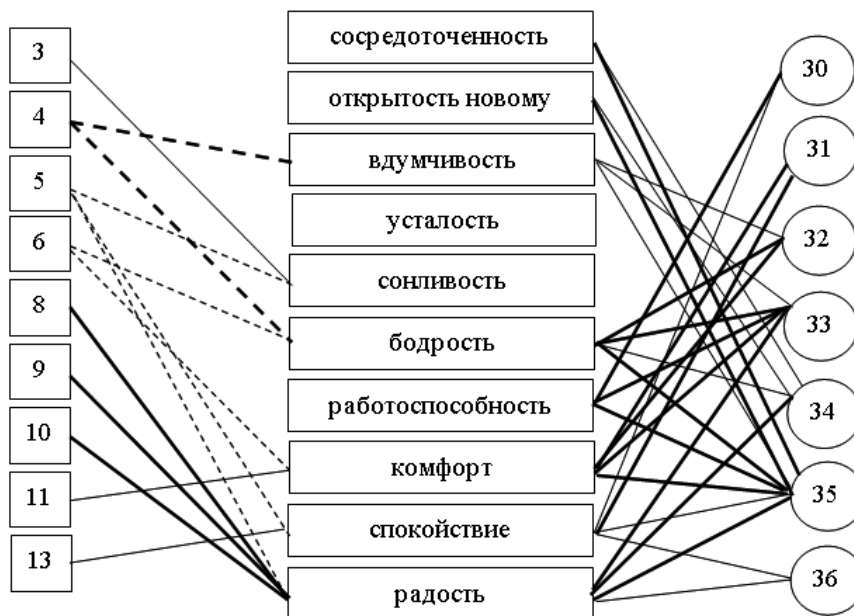 3
4
5
6
8
9
10
11
13
сосредоточенность
открытость новому
вдумчивость
усталость
сонливость
бодрость
работоспособность
комфорт
спокойствие
радость
30
31
32
33
34
35
36